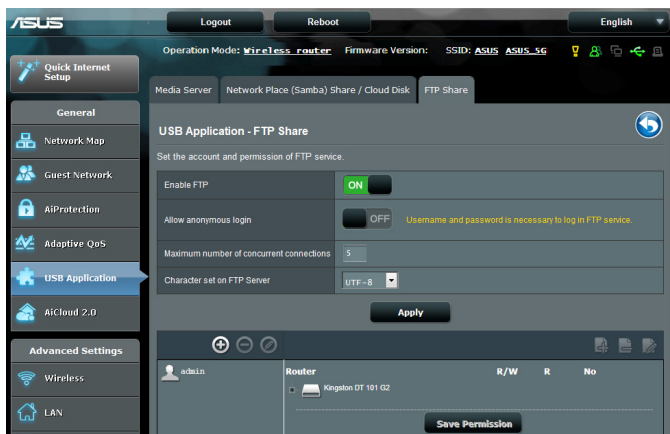 ASUS
Logout Reboot English
Operation Mode: Wireless router Firmware Version: SSID: ASUS ASUS_5G
Quick Internet
Setup
General
Network Map
Guest Network
AiProtection
Adaptive QoS
USB Application
AiCloud 2.0
Advanced Settings
Wireless
LAN
Media Server Network Place (Samba) Share / Cloud Disk FTP Share
USB Application - FTP Share
Set the account and permission of FTP service.
Enable FTP ON
Allow anonymous login OFF Username and password is necessary to log in FTP service.
Maximum number of concurrent connections 5
Character set on FTP Server UTF-8
Apply
admin
Router R/W R No
Kingston DT 101 G2
Save Permission